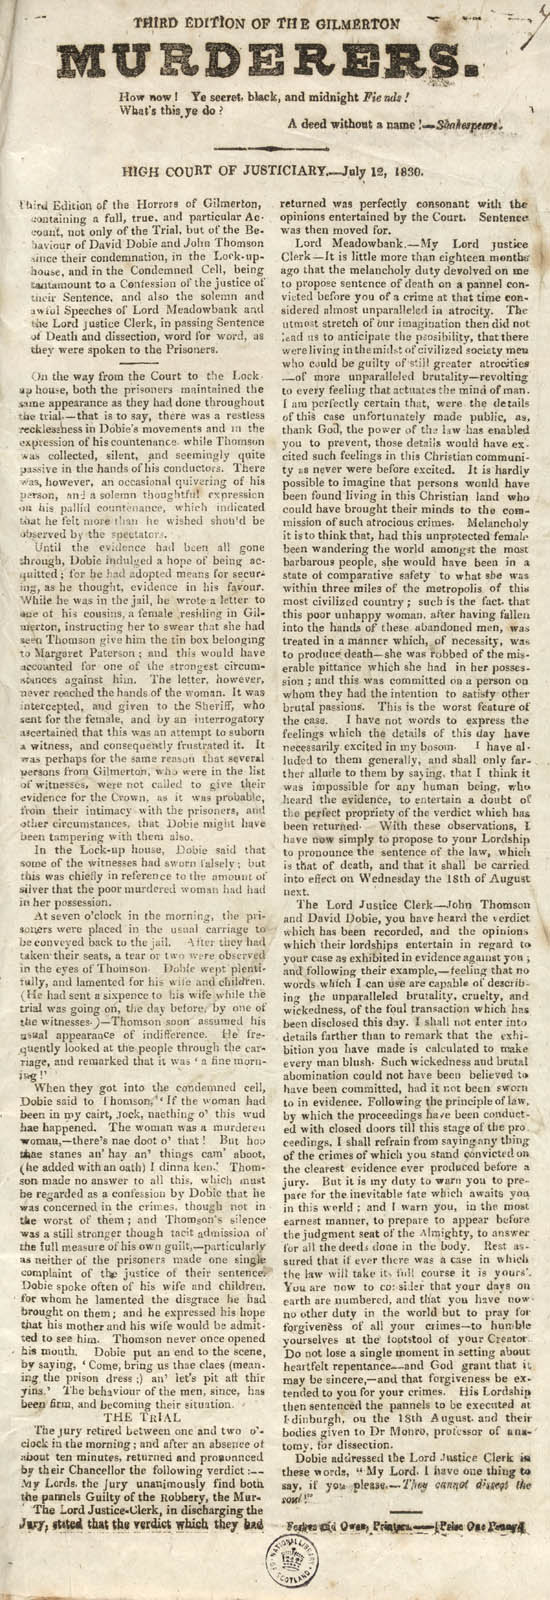 THIRD EDITION OF THE GILMERTON
MURDERERS.
How now! Ye secret, black, and midnight Fiends!
What's this ye do?
A deed without a name!—Shakespeare.
HIGH COURT OF JUSTICIARY.—July 12, 1830.
Third Edition of the Horrors of Gilmerton,
containing a full, true, and particular Ac-
count, not only of the Trial, but of the Be-
haviour of David Dobie and John Thomson
since their condemnation, in the Lock-up-
house, and in the Condemned Cell, being
tantamount to a Confession of the justice of
their Sentence, and also the solemn and
awful Speeches of Lord Meadowbank and
the Lord Justice Clerk, in passing Sentence
of Death and dissection, word for word, as
they were spoken to the Prisoners.
On the way from the Court to the Lock-
up house, both the prisoners maintained the
same appearance as they had done throughout
the trial—that is to say, there was a restless
recklessness in Dobie's movements and in the
expression of his countenance while Thomson
was collected, silent, and seemingly quite
passive in the hands of his conductors. There
was, however, an occasional quivering of his
person, and a solemn thoughtful expression
on his pallid countenance, which indicated
that he felt more than he wished should be
observed by the spectators.
Until the evidence had been all gone
through, Dobie indulged a hope of being ac-
quitted; for he had adopted means for secur-
ing, as he thought, evidence in his favour.
While he was in the jail, he wrote a letter to
one of his cousins, a female residing in Gil-
merton, instructing her to swear that she had
seen Thomson give him the tin box belonging
to Margaret Paterson; and this would have
accounted for one of the strongest circum-
stances against him. The letter, however,
never reached the hands of the woman. It was
intercepted, and given to the Sheriff, who
sent for the female, and by an interrogatory
ascertained that this was an attempt to suborn
a witness, and consequently frustrated it. It
was perhaps for the same reason that several
persons from Gilmerton, who were in the list
of witnesses, were not called to give their
evidence for the Crown, as it was probable,
from their intimacy with the prisoners, and
other circumstances, that Dobie might have
been tampering with them also.
In the Lock-up house, Dobie said that
some of the witnesses had sworn falsely; but
this was chiefly in reference to the amount of
silver that the poor murdered woman had had
in her possession.
At seven o'clock in the morning, the pri-
soners were placed in the usual carriage to
be conveyed back to the jail. After they had
taken their seats, a tear or two were observed
in the eyes of Thomson. Dobie wept plenti-
fully, and lamented for his wife and children.
(He had sent a sixpence to his wife while the
trial was going on, the day before, by one of
the witnesses.)—Thomson soon assumed his
usual appearance of indifference. He fre-
quently looked at the people through the car-
riage, and remarked that it was 'a fine morn-
ing!'
When they got into the condemned cell,
Dobie said to Thomson, "If the woman had
been in my cairt, Jock, naething o' this wud
hae happened. The woman was a murdered
woman,—there's nae doot o' that! But hoo
thae stanes an' hay an' things cam' aboot,
(he added with an oath) I dinna ken.' Thom-
son made no answer to all this, which must
be regarded as a confession by Dobie that he
was concerned in the crimes, though not in
the worst of them; and Thomson's silence
was a still stronger though tacit admission of
the full measure of his own guilt,—particularly
as neither of the prisoners made one single
complaint of the justice of their sentence.
Dobie spoke often of his wife and children,
for whom he lamented the disgrace he had
brought on them; and he expressed his hope
that his mother and his wife would be admit-
ted to see him. Thomson never once opened
his mouth. Dobie put an end to the scene,
by saying, 'Come, bring us thae claes (mean-
ing the prison dress;) an' let's pit aff thir
yins.' The behaviour of the men, since, has
been firm, and becoming their situation.
THE TRIAL
The jury retired between one and two o'-
clock in the morning; and after an absence of
about ten minutes, returned and pronounced
by their Chancellor the following verdict:—
My Lords, the Jury unanimously find both
the pannels Guilty of the Robbery, the Mur-
The Lord Justice-Clerk, in discharging the
Jury, stated that the verdict which they had
returned was perfectly consonant with the
opinions entertained by the Court. Sentence
was then moved for.
Lord Meadowbank.—My Lord justice
Clerk—It is little more than eighteen months
ago that the melancholy duty devolved on me
to propose sentence of death on a pannel con-
victed before you of a crime at that time con-
sidered almost unparalleled in atrocity. The
utmost stretch of our imagination then did not
lead us to anticipate the psosibility, that there
were living in the midst of civilized society men
who could be guilty of still greater atrocities
—of more unparalleled brutality—revolting
to every feeling that actuates the mind of man.
I am perfectly certain that, were the details
of this case unfortunately made public, as,
thank God, the power of the law has enabled
you to prevent, those details would have ex-
cited such feelings in this Christian communi-
ty as never were before excited. It is hardly
possible to imagine that persons would have
been found living in this Christian land who
could have brought their minds to the com-
mission of such atrocious crimes. Melancholy
it is to think that, had this unprotected female
been wandering the world amongst the most
barbarous people, she would have been in a
state of comparative safety to what she was
within three miles of the metropolis of this
most civilized country; such is the fact, that
this poor unhappy woman, after having fallen
into the hands of these abandoned men, was
treated in a manner which, of necessity, was
to produce death—she was robbed of the mis-
erable pittance which she had in her posses-
sion; and this was committed on a person on
whom they had the intention to satisfy other
brutal passions. This is the worst feature of
the case. I have not words to express the
feelings which the details of this day have
necessarily excited in my bosom. I have al-
luded to them generally, and shall only far-
ther allude to them by saying, that I think it
was impossible for any human being, who
heard the evidence, to entertain a doubt of
the perfect propriety of the verdict which has
been returned. With these observations, I
have now simply to propose to your Lordship
to pronounce the sentence of the law, which
is that of death, and that it shall be carried
into effect on Wednesday the 18th of August
next.
The Lord Justice Clerk—John Thomson
and David Dobie, you have heard the verdict
which has been recorded, and the opinions
which their lordships entertain in regard to
your case as exhibited in evidence against you;
and following their example,—feeling that no
words which I can use are capable of describ-
ing the unparalleled brutality, cruelty, and
wickedness, of the foul transaction which has
been disclosed this day. I shall not enter into
details farther than to remark that the exhi-
bition you have made is calculated to make
every man blush. Such wickedness and brutal
abomination could not have been believed to
have been committed, had it not been sworn
to in evidence. Following the principle of law,
by which the proceedings have been conduct-
ed with closed doors till this stage of the pro
ceedings, I shall refrain from saying any thing
of the crimes of which you stand convicted on
the clearest evidence ever produced before a
jury. But it is my duty to warn you to pre-
pare for the inevitable fate which awaits you
in this world; and I warn you, in the most
earnest manner, to prepare to appear before
the judgment seat of the Almighty, to answer
for all the deeds done in the body. Rest as-
sured that if ever there was a case in which
the law will take its full course it is yours.
You are now to consider that your days on
earth are numbered, and that you have now
no other duty in the world but to pray for
forgiveness of all your crimes—to humble
yourselves at the footstool of your Creator.
Do not lose a single moment in setting about
heartfelt repentance—and God grant that it
may be sincere,—and that forgiveness be ex-
tended to you for your crimes. His Lordship
then sentenced the pannels to be executed at
Edinburgh, on the 18th August, and their
bodies given to Dr Monro, professor of ana-
tomy, for dissection.
Dobie addressed the Lord Justice Clerk in
these words, "My Lord, I have one thing to
say, if you please.—They cannot dissect the
soul!"
Forbes and Owen, Printers.——[Price One Penny.]
NATIONAL LIBRARY OF SCOTLAND